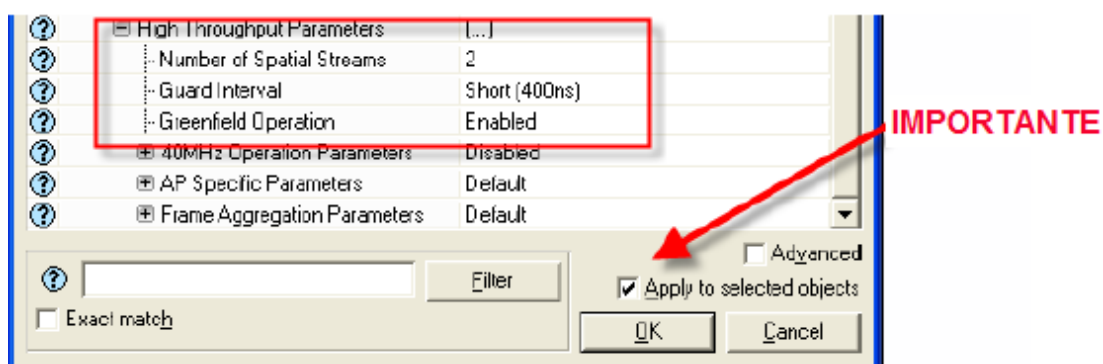 High Throughput Parameters (...)
Number of Spatial Streams 2
Guard Interval Short (400ns)
Greenfield Operation Enabled
IMPORTANTE
40MHz Operation Parameters Disabled
AP Specific Parameters Default
Frame Aggregation Parameters Default
Advanced
Filter
Apply to selected objects
Exact match
OK
Cancel